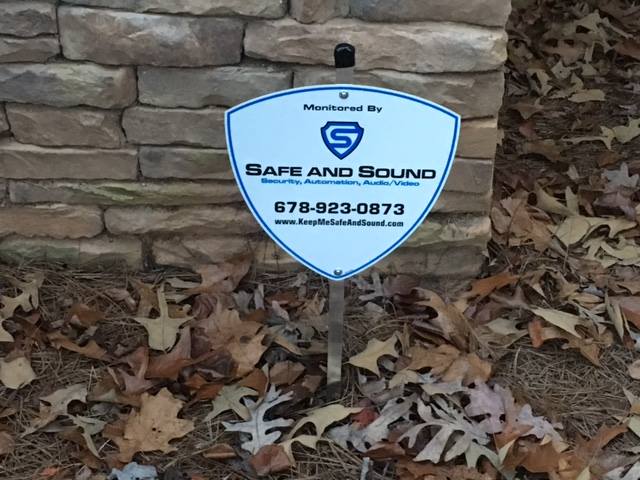 Monitored By
S
SAFE AND SOUND
Security, Automation, Audio/Video
678-923-0873
www.KeepMeSafeAndSound.com